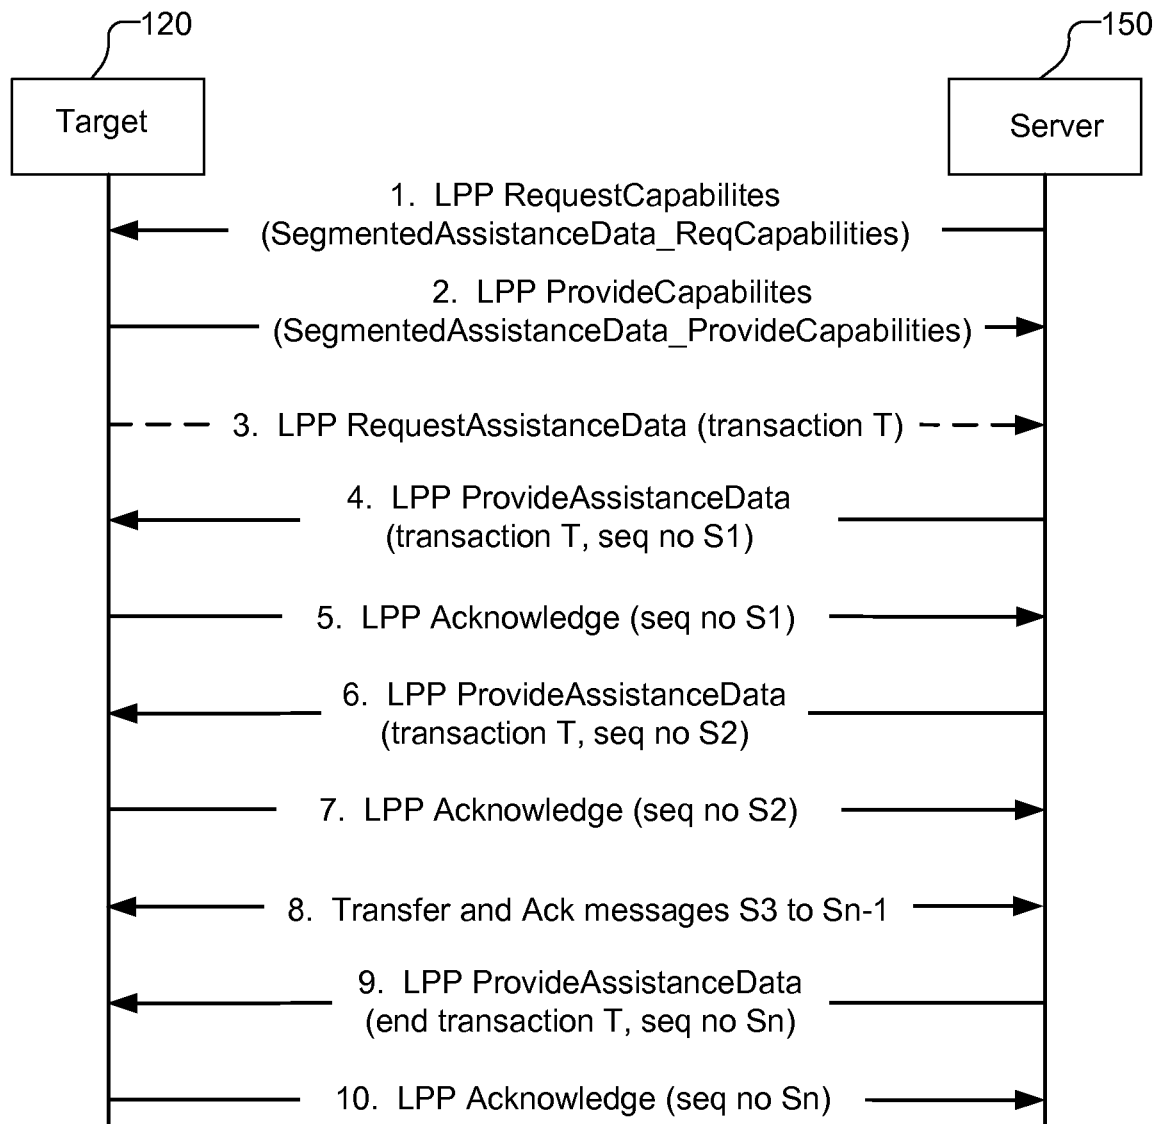 120
150
Target
Server
1. LPP RequestCapabilites
(SegmentedAssistanceData_ReqCapabilities)
2. LPP ProvideCapabilites
(SegmentedAssistanceData_ProvideCapabilities)
3. LPP RequestAssistanceData (transaction T)
4. LPP ProvideAssistanceData
(transaction T, seq no S1)
5. LPP Acknowledge (seq no S1)
6. LPP ProvideAssistanceData
(transaction T, seq no S2)
7. LPP Acknowledge (seq no S2)
8. Transfer and Ack messages S3 to Sn-1
9. LPP ProvideAssistanceData
(end transaction T, seq no Sn)
10. LPP Acknowledge (seq no Sn)